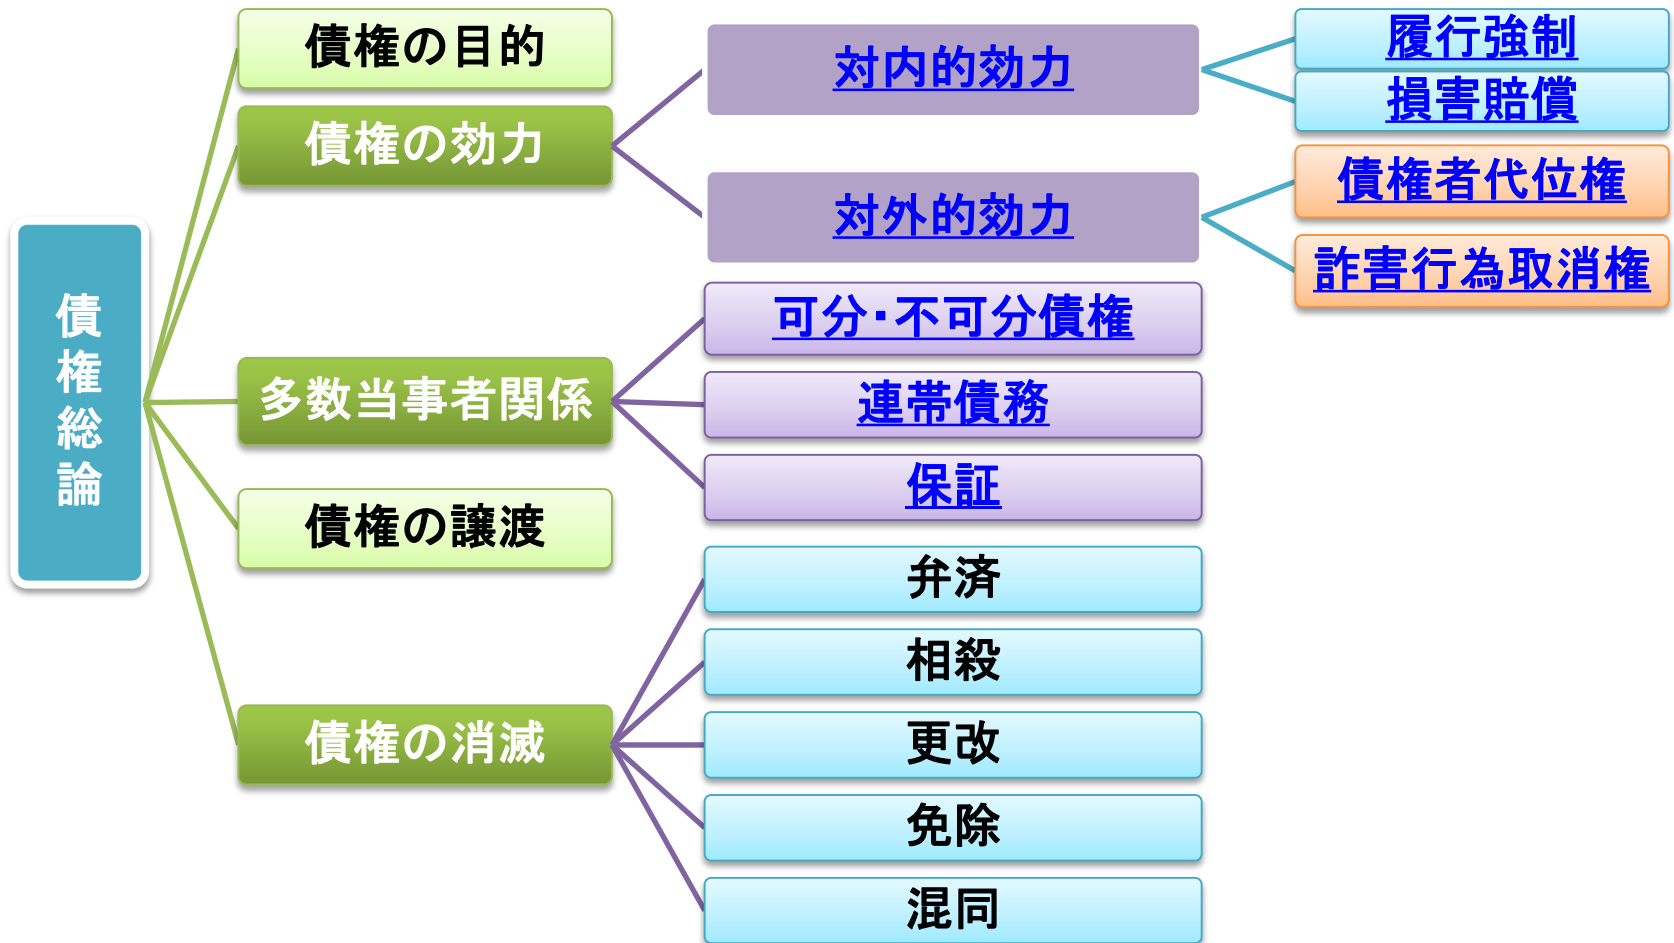 債権総論
債権の目的
債権の効力
対内的効力
履行強制
損害賠償
対外的効力
債権者代位権
詐害行為取消権
多数当事者関係
可分・不可分債権
連帯債務
保証
債権の譲渡
債権の消滅
弁済
相殺
更改
免除
混同